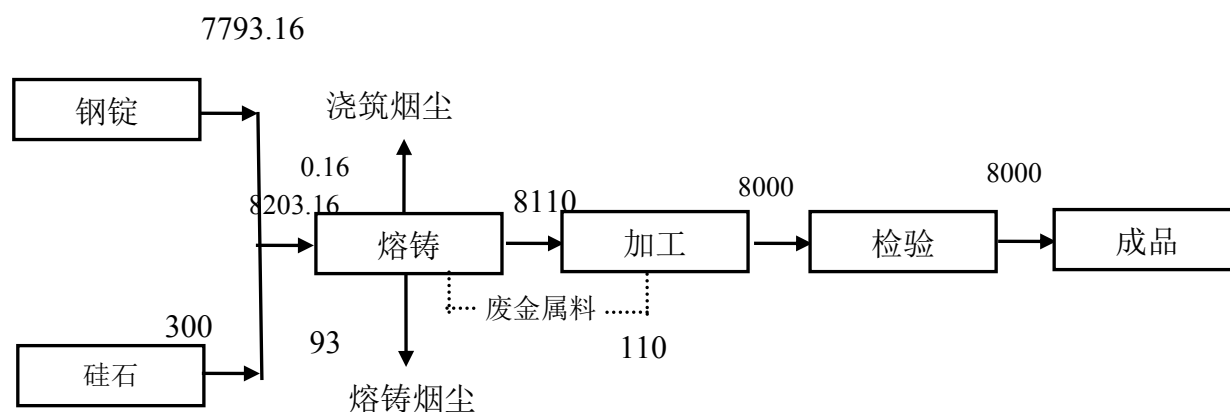 7793.16
钢锭
浇筑烟尘
0.16
8203.16
8110
8000
8000
熔铸
加工
检验
成品
废金属料
300
93
110
硅石
熔铸烟尘